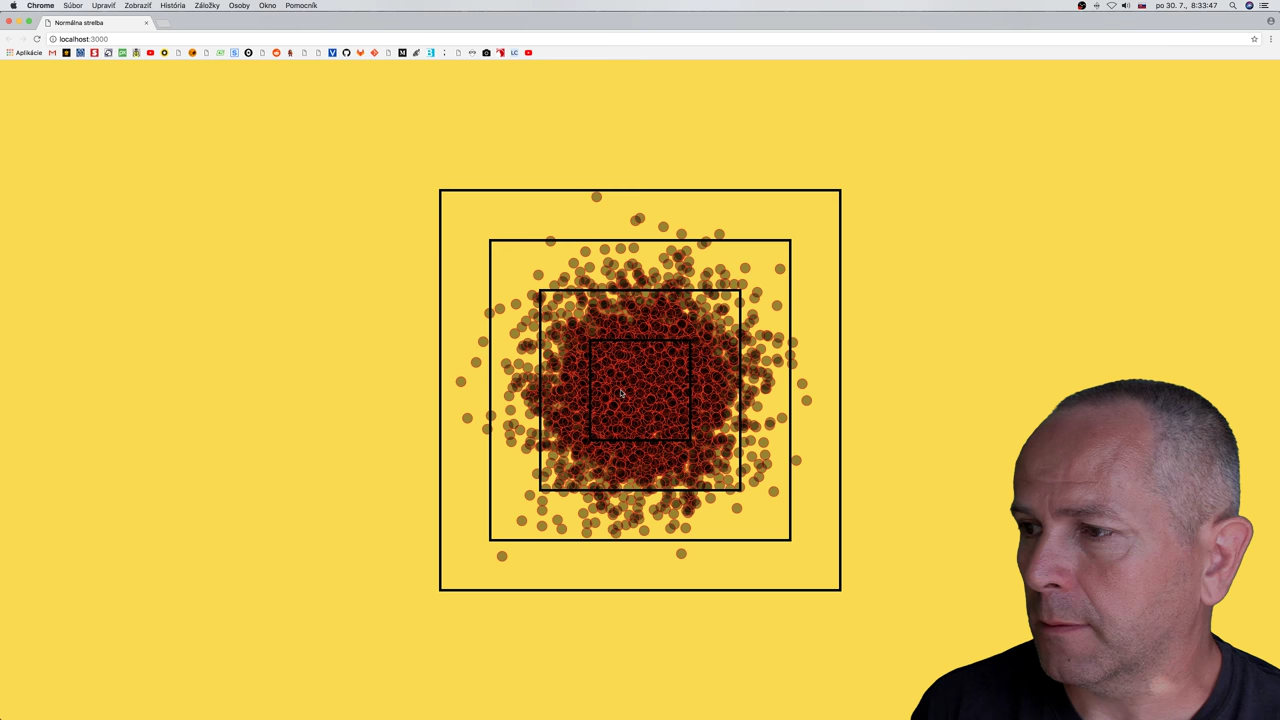 Chrome Súbor Upraviť Zobraziť História Záložky Osoby Okno Pomocník po 30. 7., 8:33:47
Normálna streľba
localhost:3000
Aplikácie